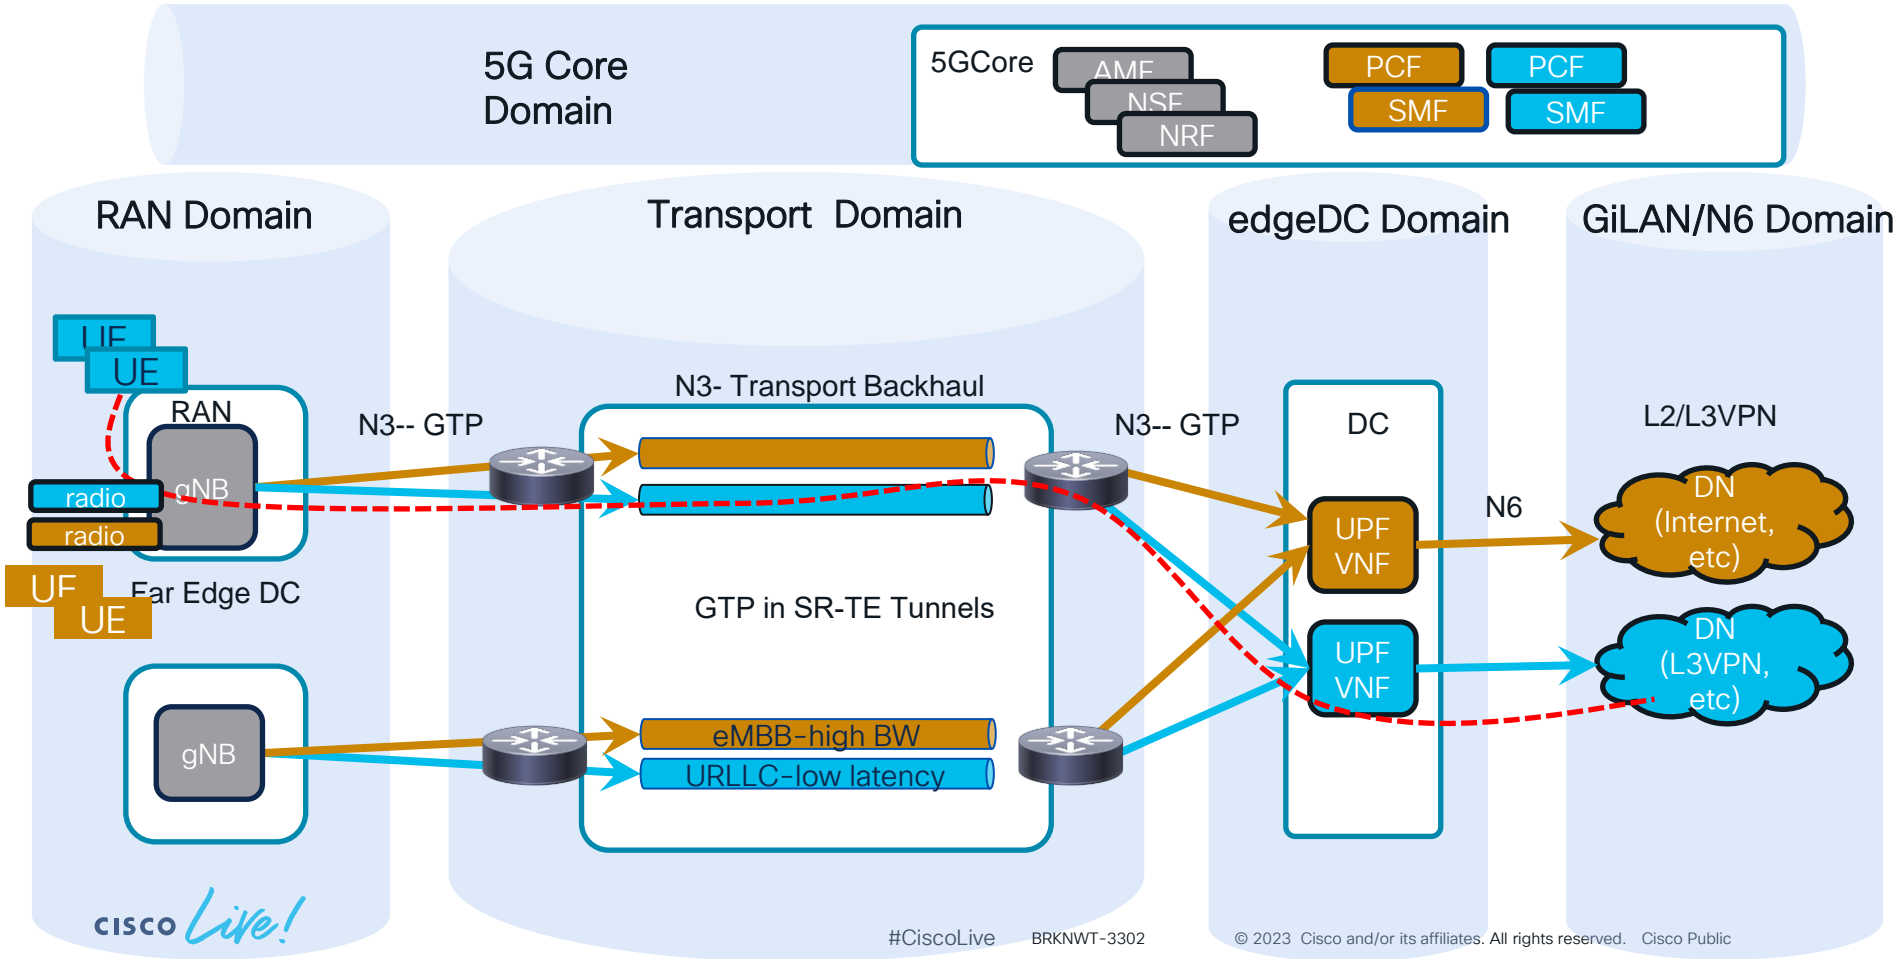 5G Core
Domain
5GCore
AMF
NSF
NRF
PCF
SMF
PCF
SMF
RAN Domain
Transport Domain
edgeDC Domain
GiLAN/N6 Domain
UE
UE
RAN
gNB
radio
radio
UE
UE
Far Edge DC
gNB
N3-- GTP
N3- Transport Backhaul
GTP in SR-TE Tunnels
eMBB-high BW
URLLC-low latency
N3-- GTP
DC
UPF
VNF
UPF
VNF
N6
L2/L3VPN
DN
(Internet,
etc)
DN
(L3VPN,
etc)
CISCO Live!
#CiscoLive
BRKNWT-3302
© 2023 Cisco and/or its affiliates. All rights reserved. Cisco Public